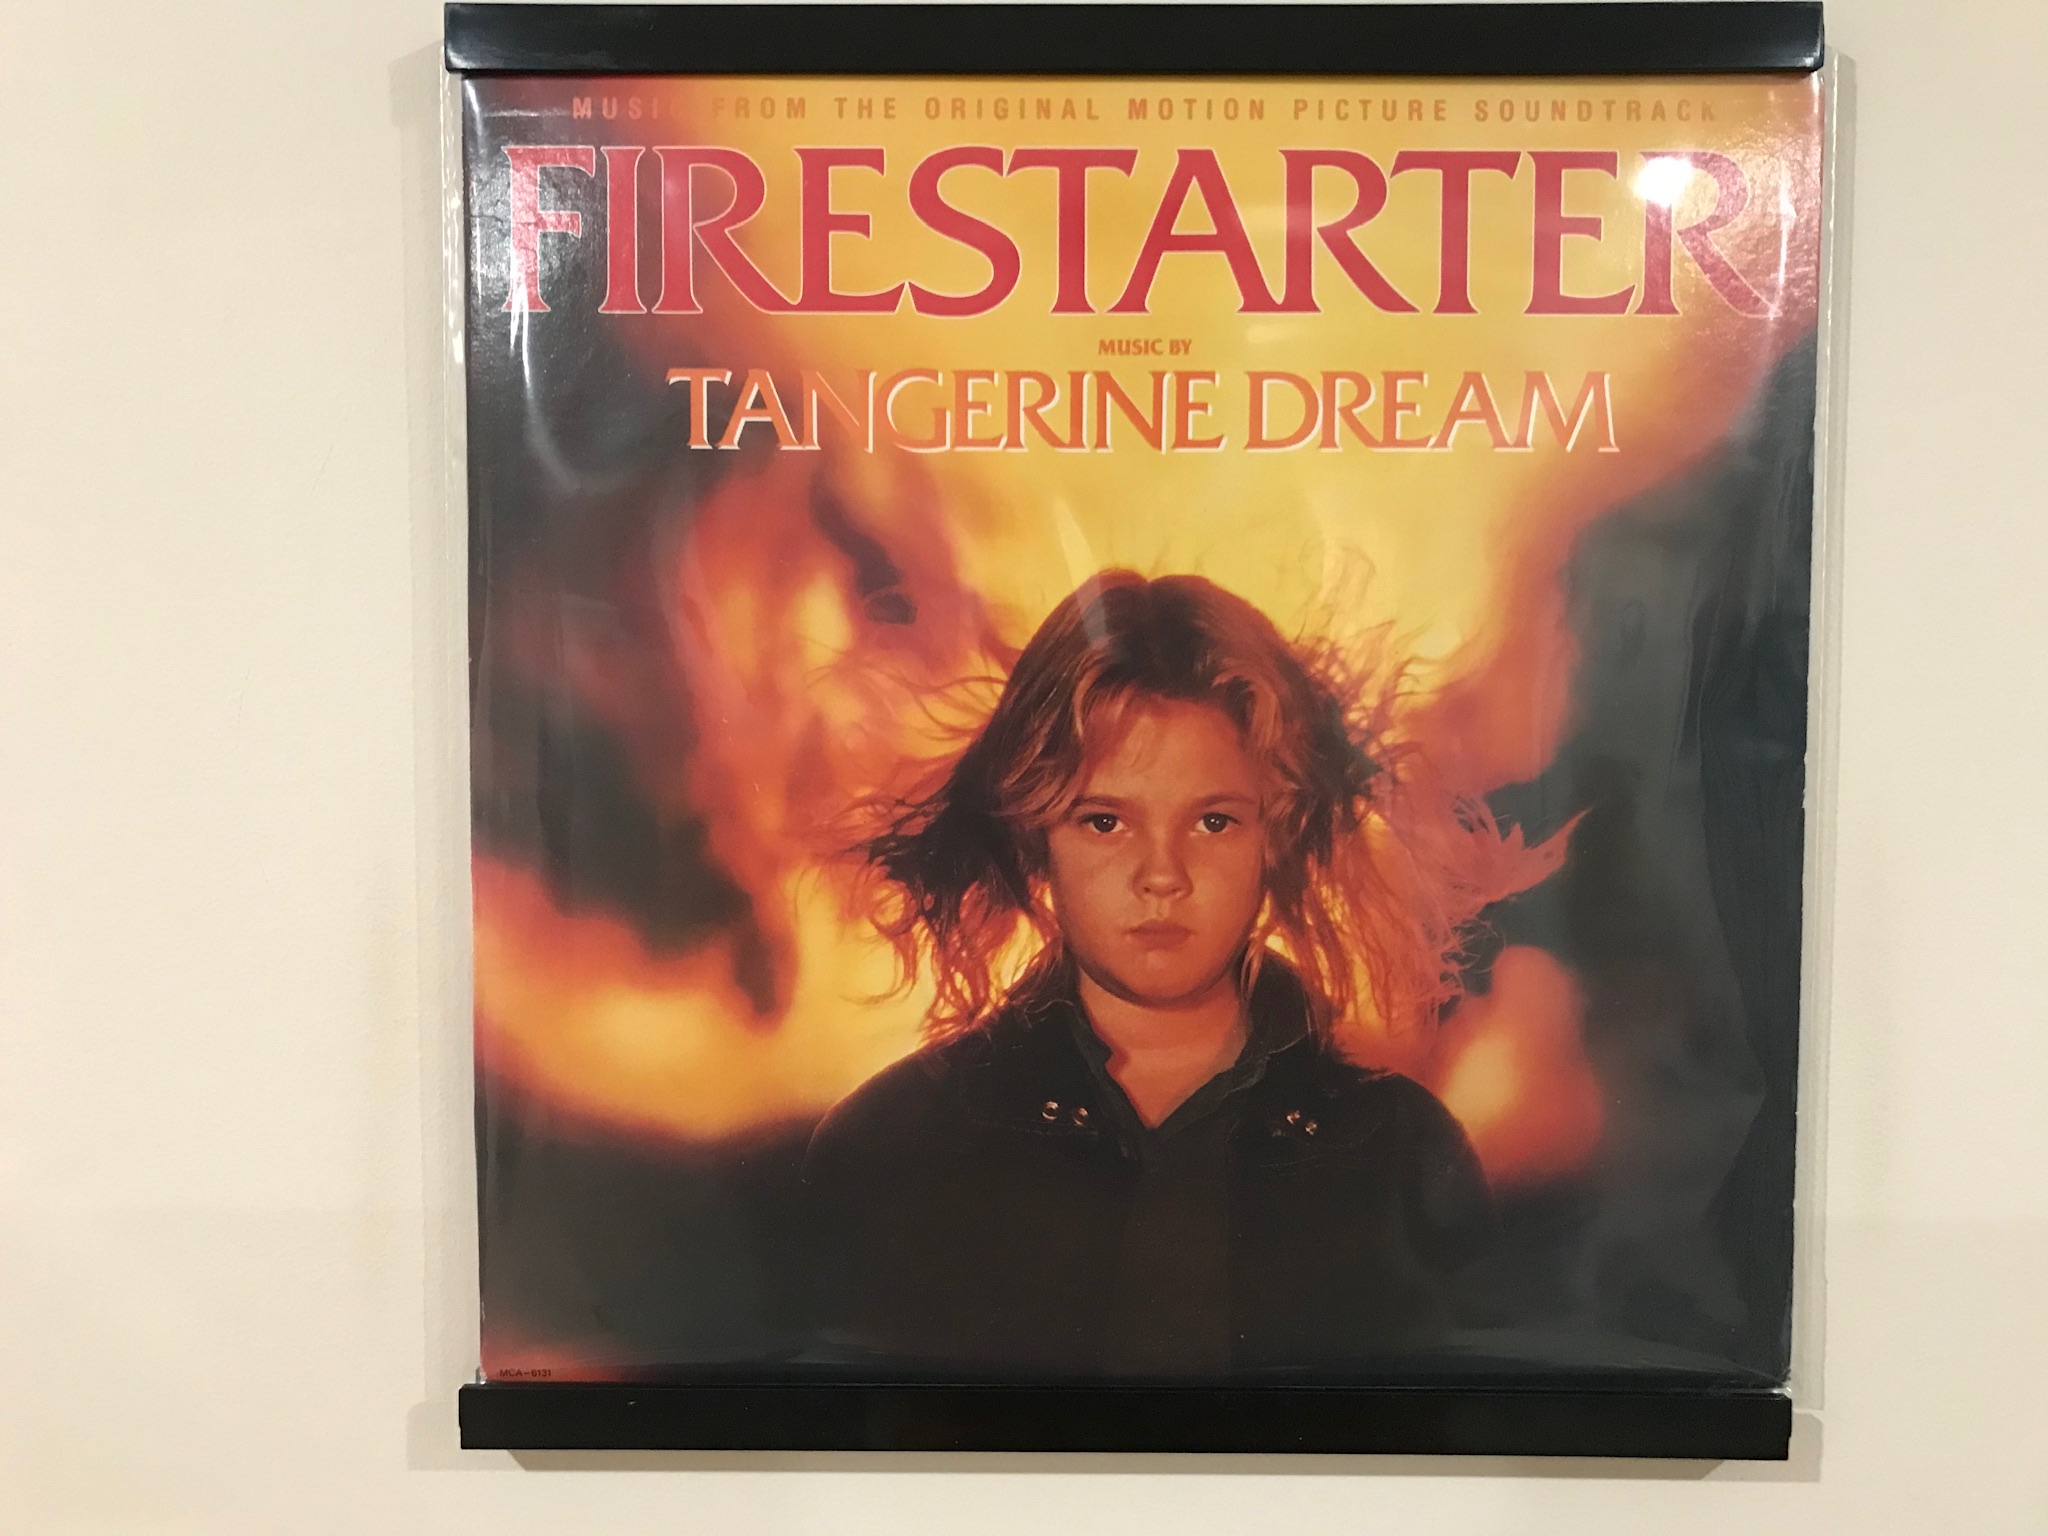 MUSIC FROM THE ORIGINAL MOTION PICTURE SOUNDTRACK
FIRESTARTER
MUSIC BY
TANGERINE DREAM
MCA-6131